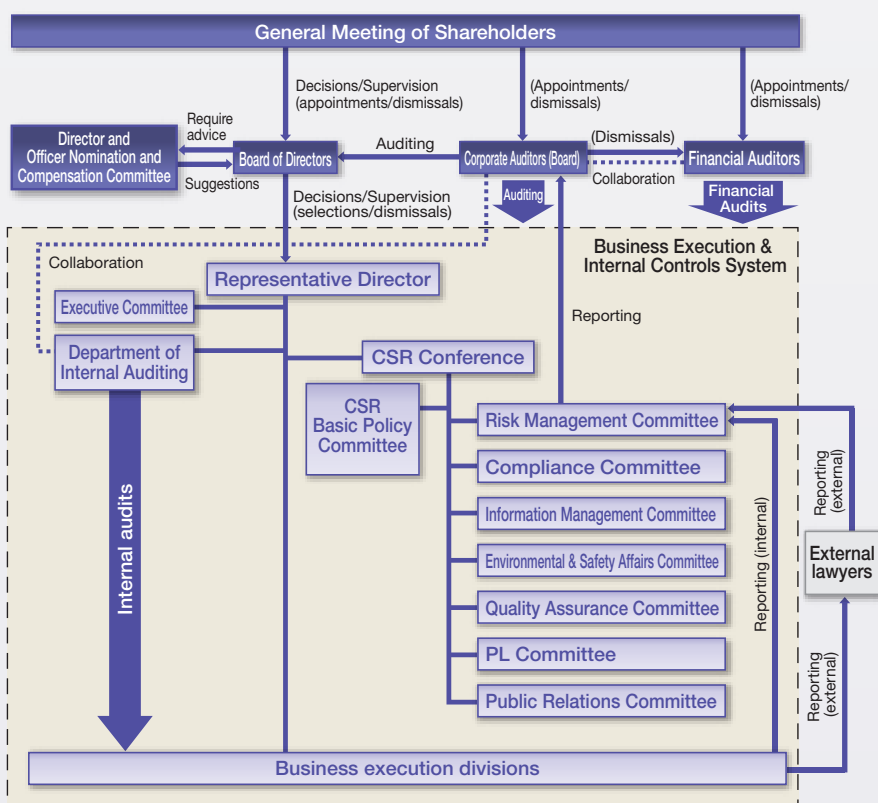 General Meeting of Shareholders
Decisions/Supervision
(appointments/dismissals)
(Appointments/
dismissals)
(Appointments/
dismissals)
Director and
Officer Nomination and
Compensation Committee
Require
advice
Suggestions
Board of Directors
Auditing
Corporate Auditors (Board)
(Dismissals)
Collaboration
Financial Auditors
Decisions/Supervision
(selections/dismissals)
Auditing
Financial
Audits
Business Execution &
Internal Controls System
Collaboration
Representative Director
Executive Committee
Reporting
Department of
Internal Auditing
CSR Conference
CSR
Basic Policy
Committee
Risk Management Committee
Compliance Committee
Information Management Committee
Environmental & Safety Affairs Committee
Quality Assurance Committee
PL Committee
Public Relations Committee
Internal audits
Reporting (internal)
Reporting
(external)
External
lawyers
Reporting
(external)
Business execution divisions